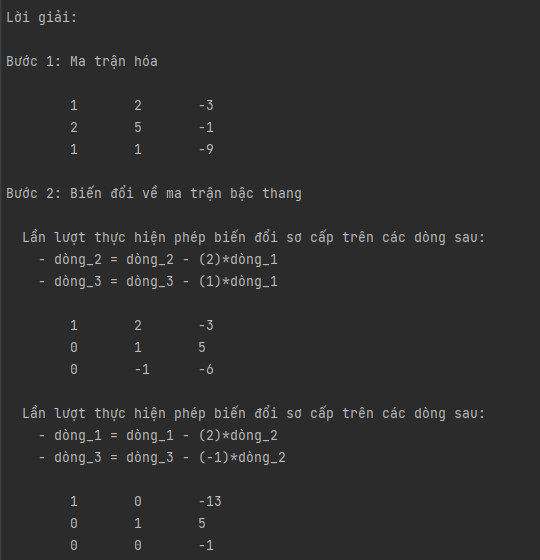 Lời giải:
Bước 1: Ma trận hóa
1 2 -3
2 5 -1
1 1 -9
Bước 2: Biến đổi về ma trận bậc thang
Lần lượt thực hiện phép biến đổi sơ cấp trên các dòng sau:
- dòng_2 = dòng_2 - (2)*dòng_1
- dòng_3 = dòng_3 - (1)*dòng_1
1 2 -3
0 1 5
0 -1 -6
Lần lượt thực hiện phép biến đổi sơ cấp trên các dòng sau:
- dòng_1 = dòng_1 - (2)*dòng_2
- dòng_3 = dòng_3 - (-1)*dòng_2
1 0 -13
0 1 5
0 0 -1